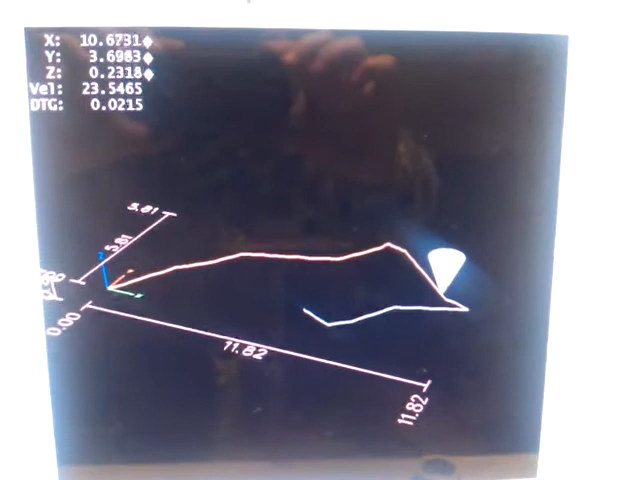 X: 10.6731◆
Y: 3.6983◆
Z: 0.2318◆
Vel: 23.5465
DTG: 0.0215
5.81
5.81
0.00
11.82
11.82